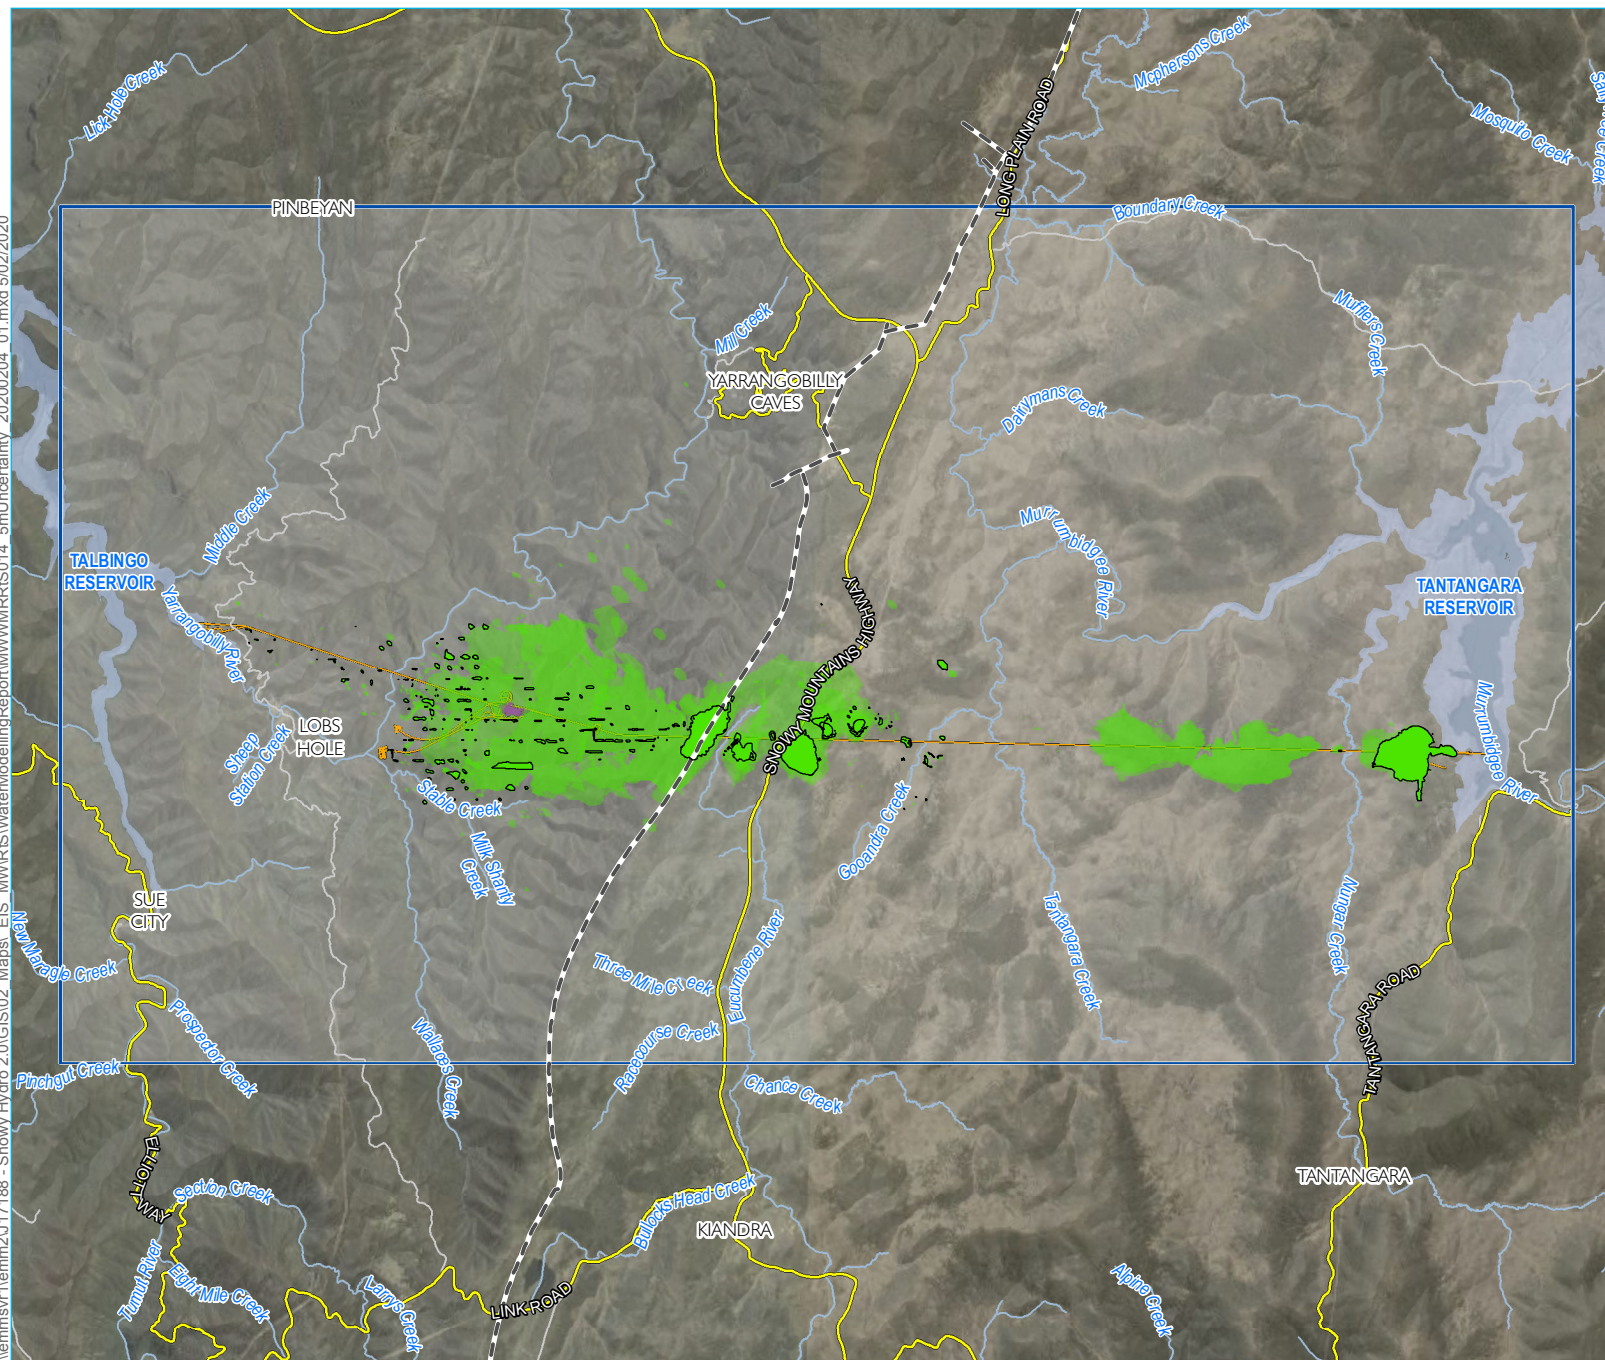 Lick Hole Creek
Mcphersons Creek
Mosquito Creek
LONG PLAIN ROAD
PINBEYAN
Boundary Creek
Mufflers Creek
Mill Creek
YARRANGOBILLY
CAVES
Dairymans Creek
Middle Creek
Murrumbidgee River
TALBINGO
RESERVOIR
TANTANGARA
RESERVOIR
Yarrangobilly River
SNOWY MOUNTAINS HIGHWAY
Murrumbidgee River
LOBS
HOLE
Sheep
Station Creek
Stable Creek
Milk Shanty
Creek
Gooandra Creek
SUE
CITY
New Maragle Creek
Three Mile Creek
Eucumbene River
Tantangara Creek
Nungar Creek
TANTANGARA ROAD
Prospector Creek
Wallaces Creek
Racecourse Creek
Pinchgut Creek
Chance Creek
ELLIOTT
WAY
Section Creek
Bullocks Head Creek
TANTANGARA
KIANDRA
Tumut River
Eight Mile Creek
Larrys Creek
LINK ROAD
Alpine Creek